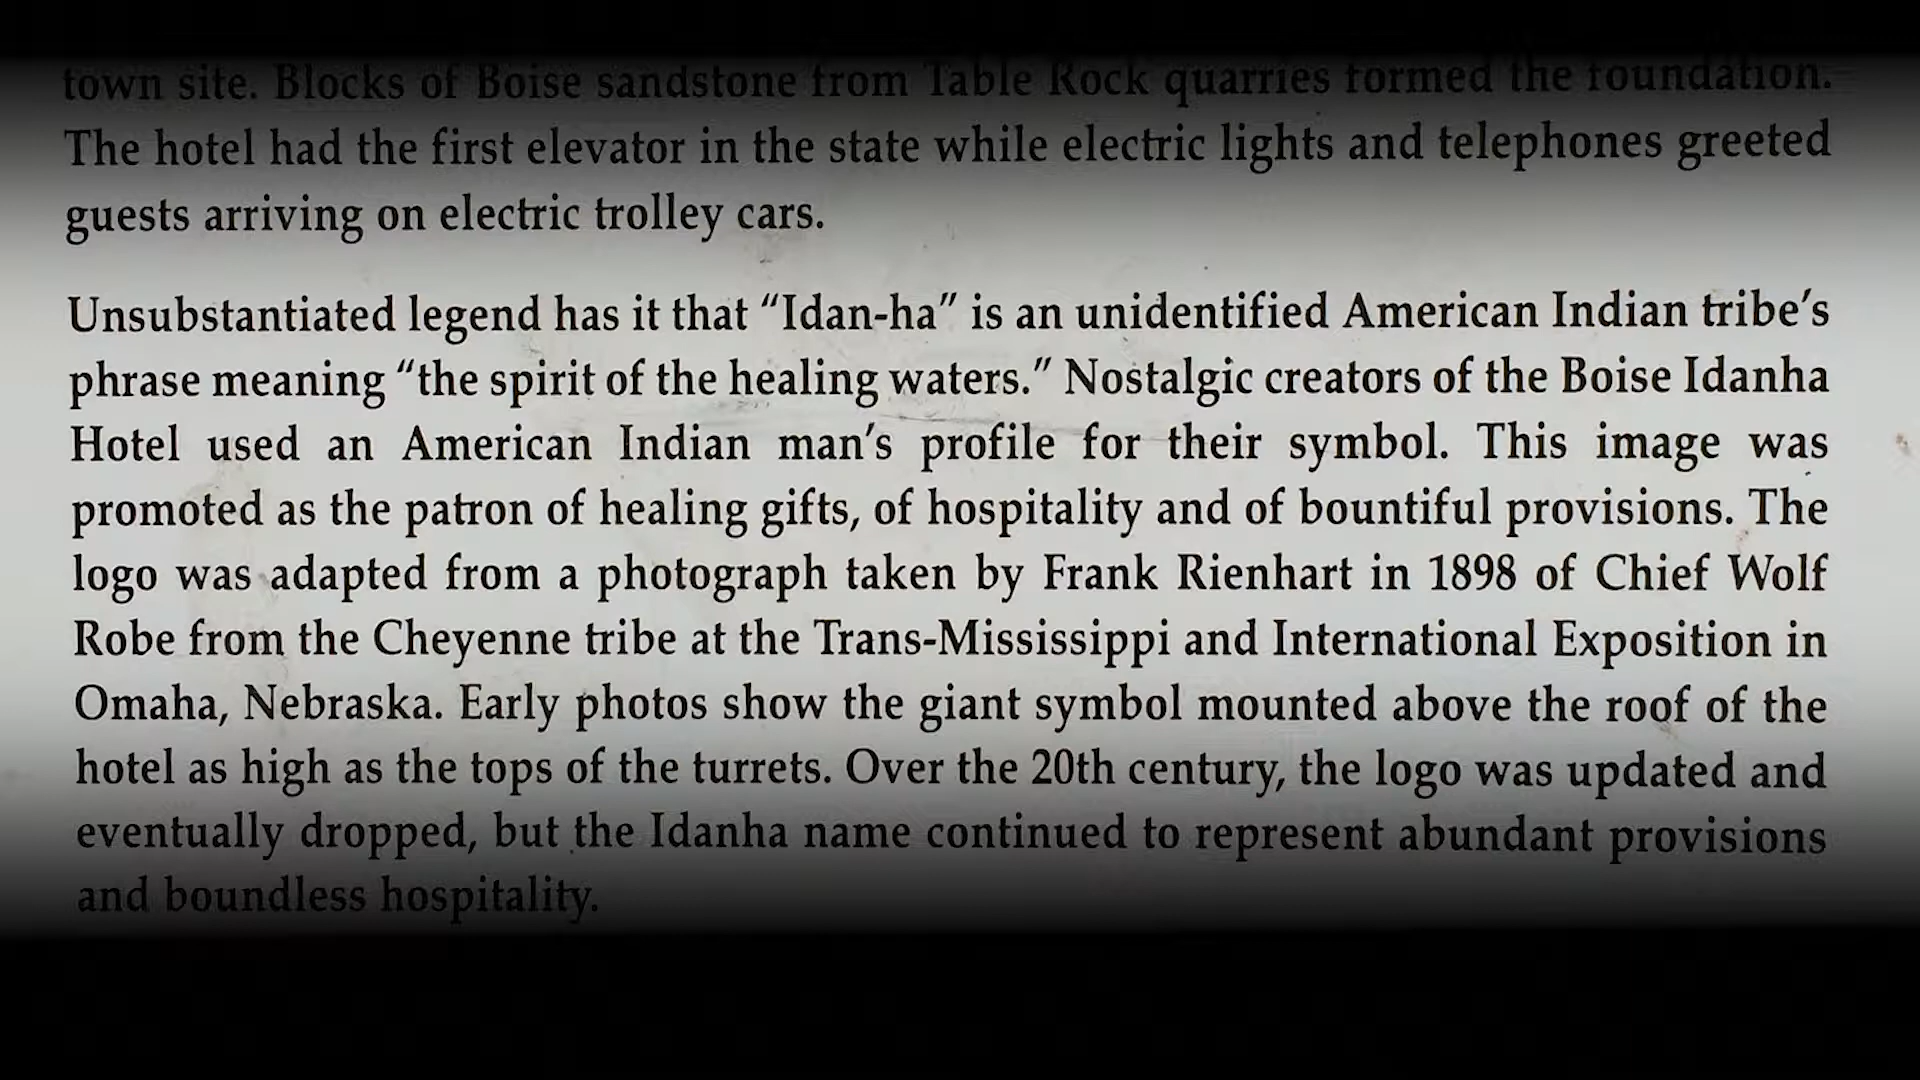 town site. Blocks of Boise sandstone from Table Rock quarries formed the foundation.
The hotel had the first elevator in the state while electric lights and telephones greeted
guests arriving on electric trolley cars.
Unsubstantiated legend has it that “Idan-ha” is an unidentified American Indian tribe’s
phrase meaning “the spirit of the healing waters.” Nostalgic creators of the Boise Idanha
Hotel used an American Indian man’s profile for their symbol. This image was
promoted as the patron of healing gifts, of hospitality and of bountiful provisions. The
logo was adapted from a photograph taken by Frank Rienhart in 1898 of Chief Wolf
Robe from the Cheyenne tribe at the Trans-Mississippi and International Exposition in
Omaha, Nebraska. Early photos show the giant symbol mounted above the roof of the
hotel as high as the tops of the turrets. Over the 20th century, the logo was updated and
eventually dropped, but the Idanha name continued to represent abundant provisions
and boundless hospitality.